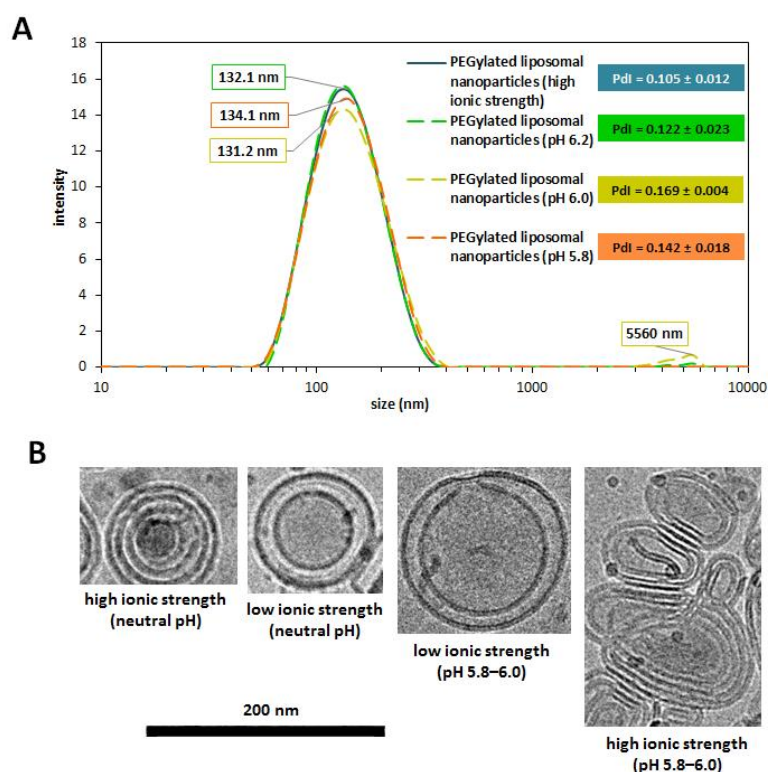 A
18
16
14
12
10
8
6
4
2
0
intensity
10
100
1000
10000
size (nm)
132.1 nm
134.1 nm
131.2 nm
5560 nm
PEGylated liposomal
nanoparticles (high
ionic strength)
PdI = 0.105 ± 0.012
PEGylated liposomal
nanoparticles (pH 6.2)
PdI = 0.122 ± 0.023
PEGylated liposomal
nanoparticles (pH 6.0)
PdI = 0.169 ± 0.004
PEGylated liposomal
nanoparticles (pH 5.8)
PdI = 0.142 ± 0.018
B
high ionic strength
(neutral pH)
low ionic strength
(neutral pH)
low ionic strength
(pH 5.8–6.0)
high ionic strength
(pH 5.8–6.0)
200 nm